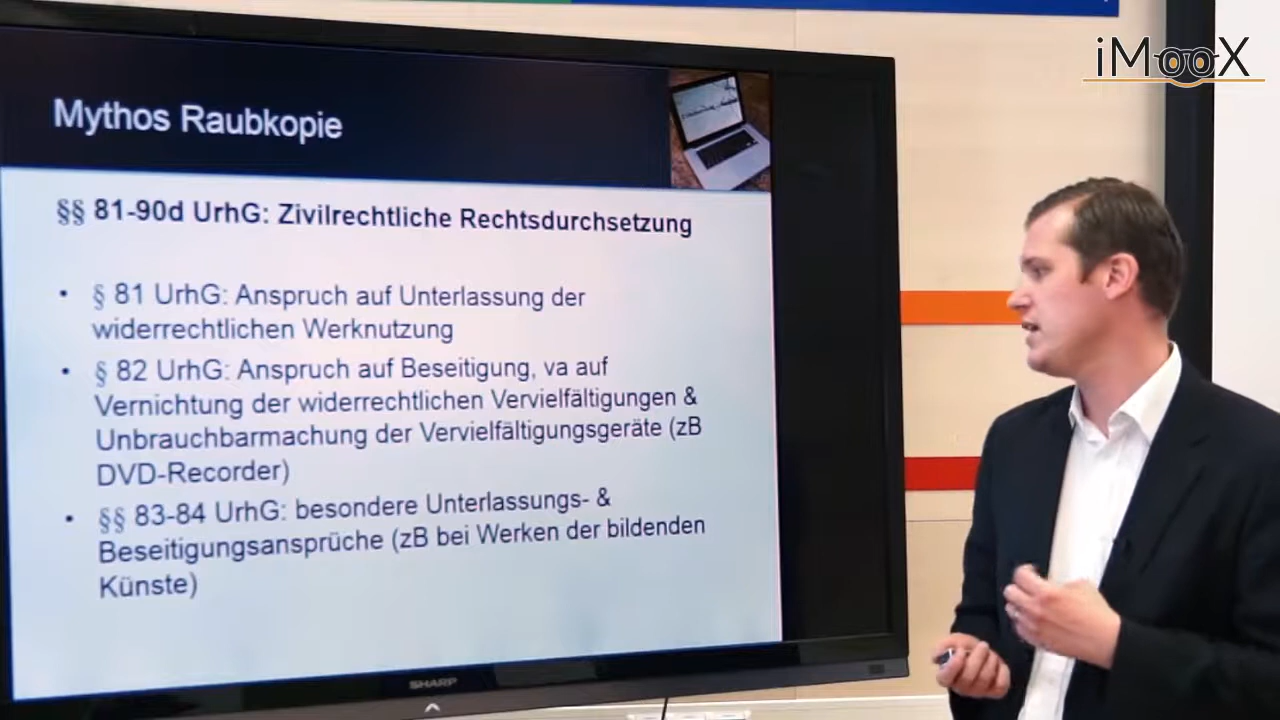 iMooX
Mythos Raubkopie
§§ 81-90d UrhG: Zivilrechtliche Rechtsdurchsetzung
• § 81 UrhG: Anspruch auf Unterlassung der
widerrechtlichen Werknutzung
• § 82 UrhG: Anspruch auf Beseitigung, va auf
Vernichtung der widerrechtlichen Vervielfältigungen &
Unbrauchbarmachung der Vervielfältigungsgeräte (zB
DVD-Recorder)
• §§ 83-84 UrhG: besondere Unterlassungs- &
Beseitigungsansprüche (zB bei Werken der bildenden
Künste)
SHARP